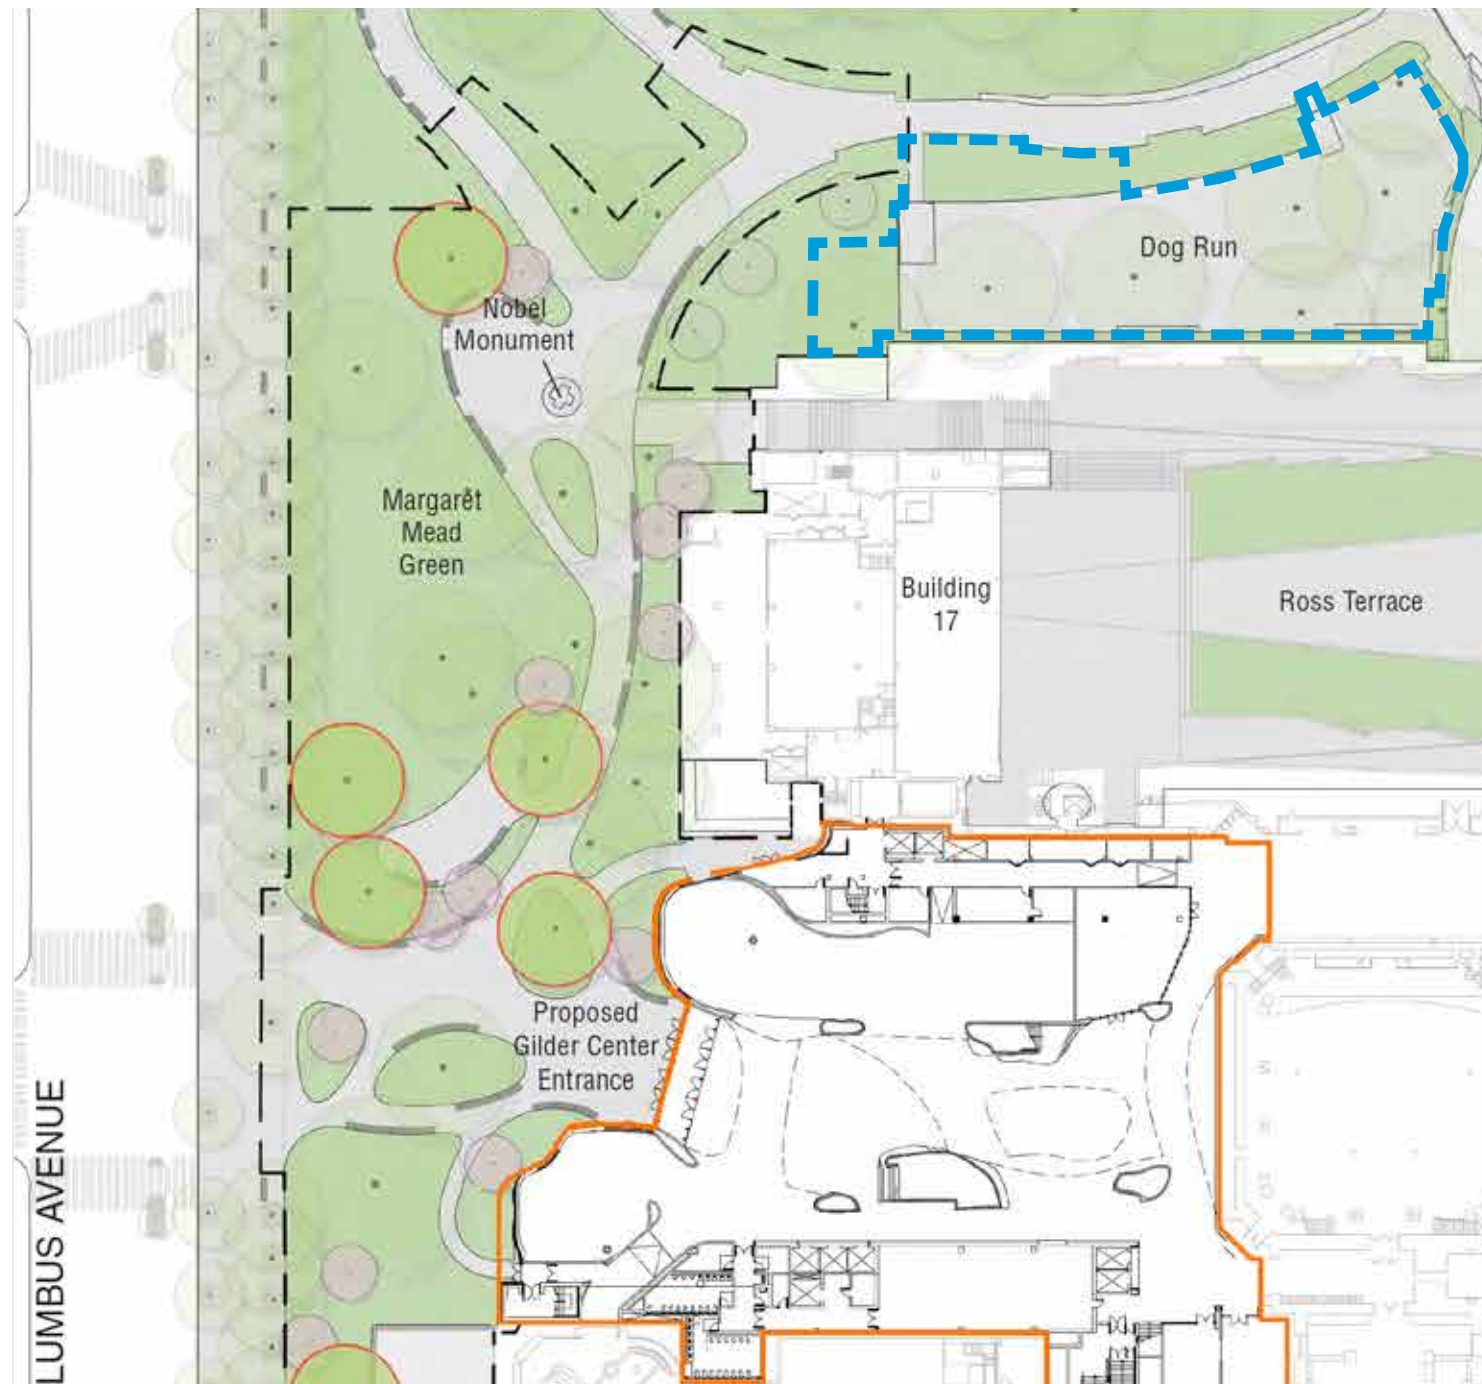 Dog Run
Nobel
Monument
Margaret
Mead
Green
Building
17
Ross Terrace
Proposed
Gilder Center
Entrance
LUMBUS AVENUE